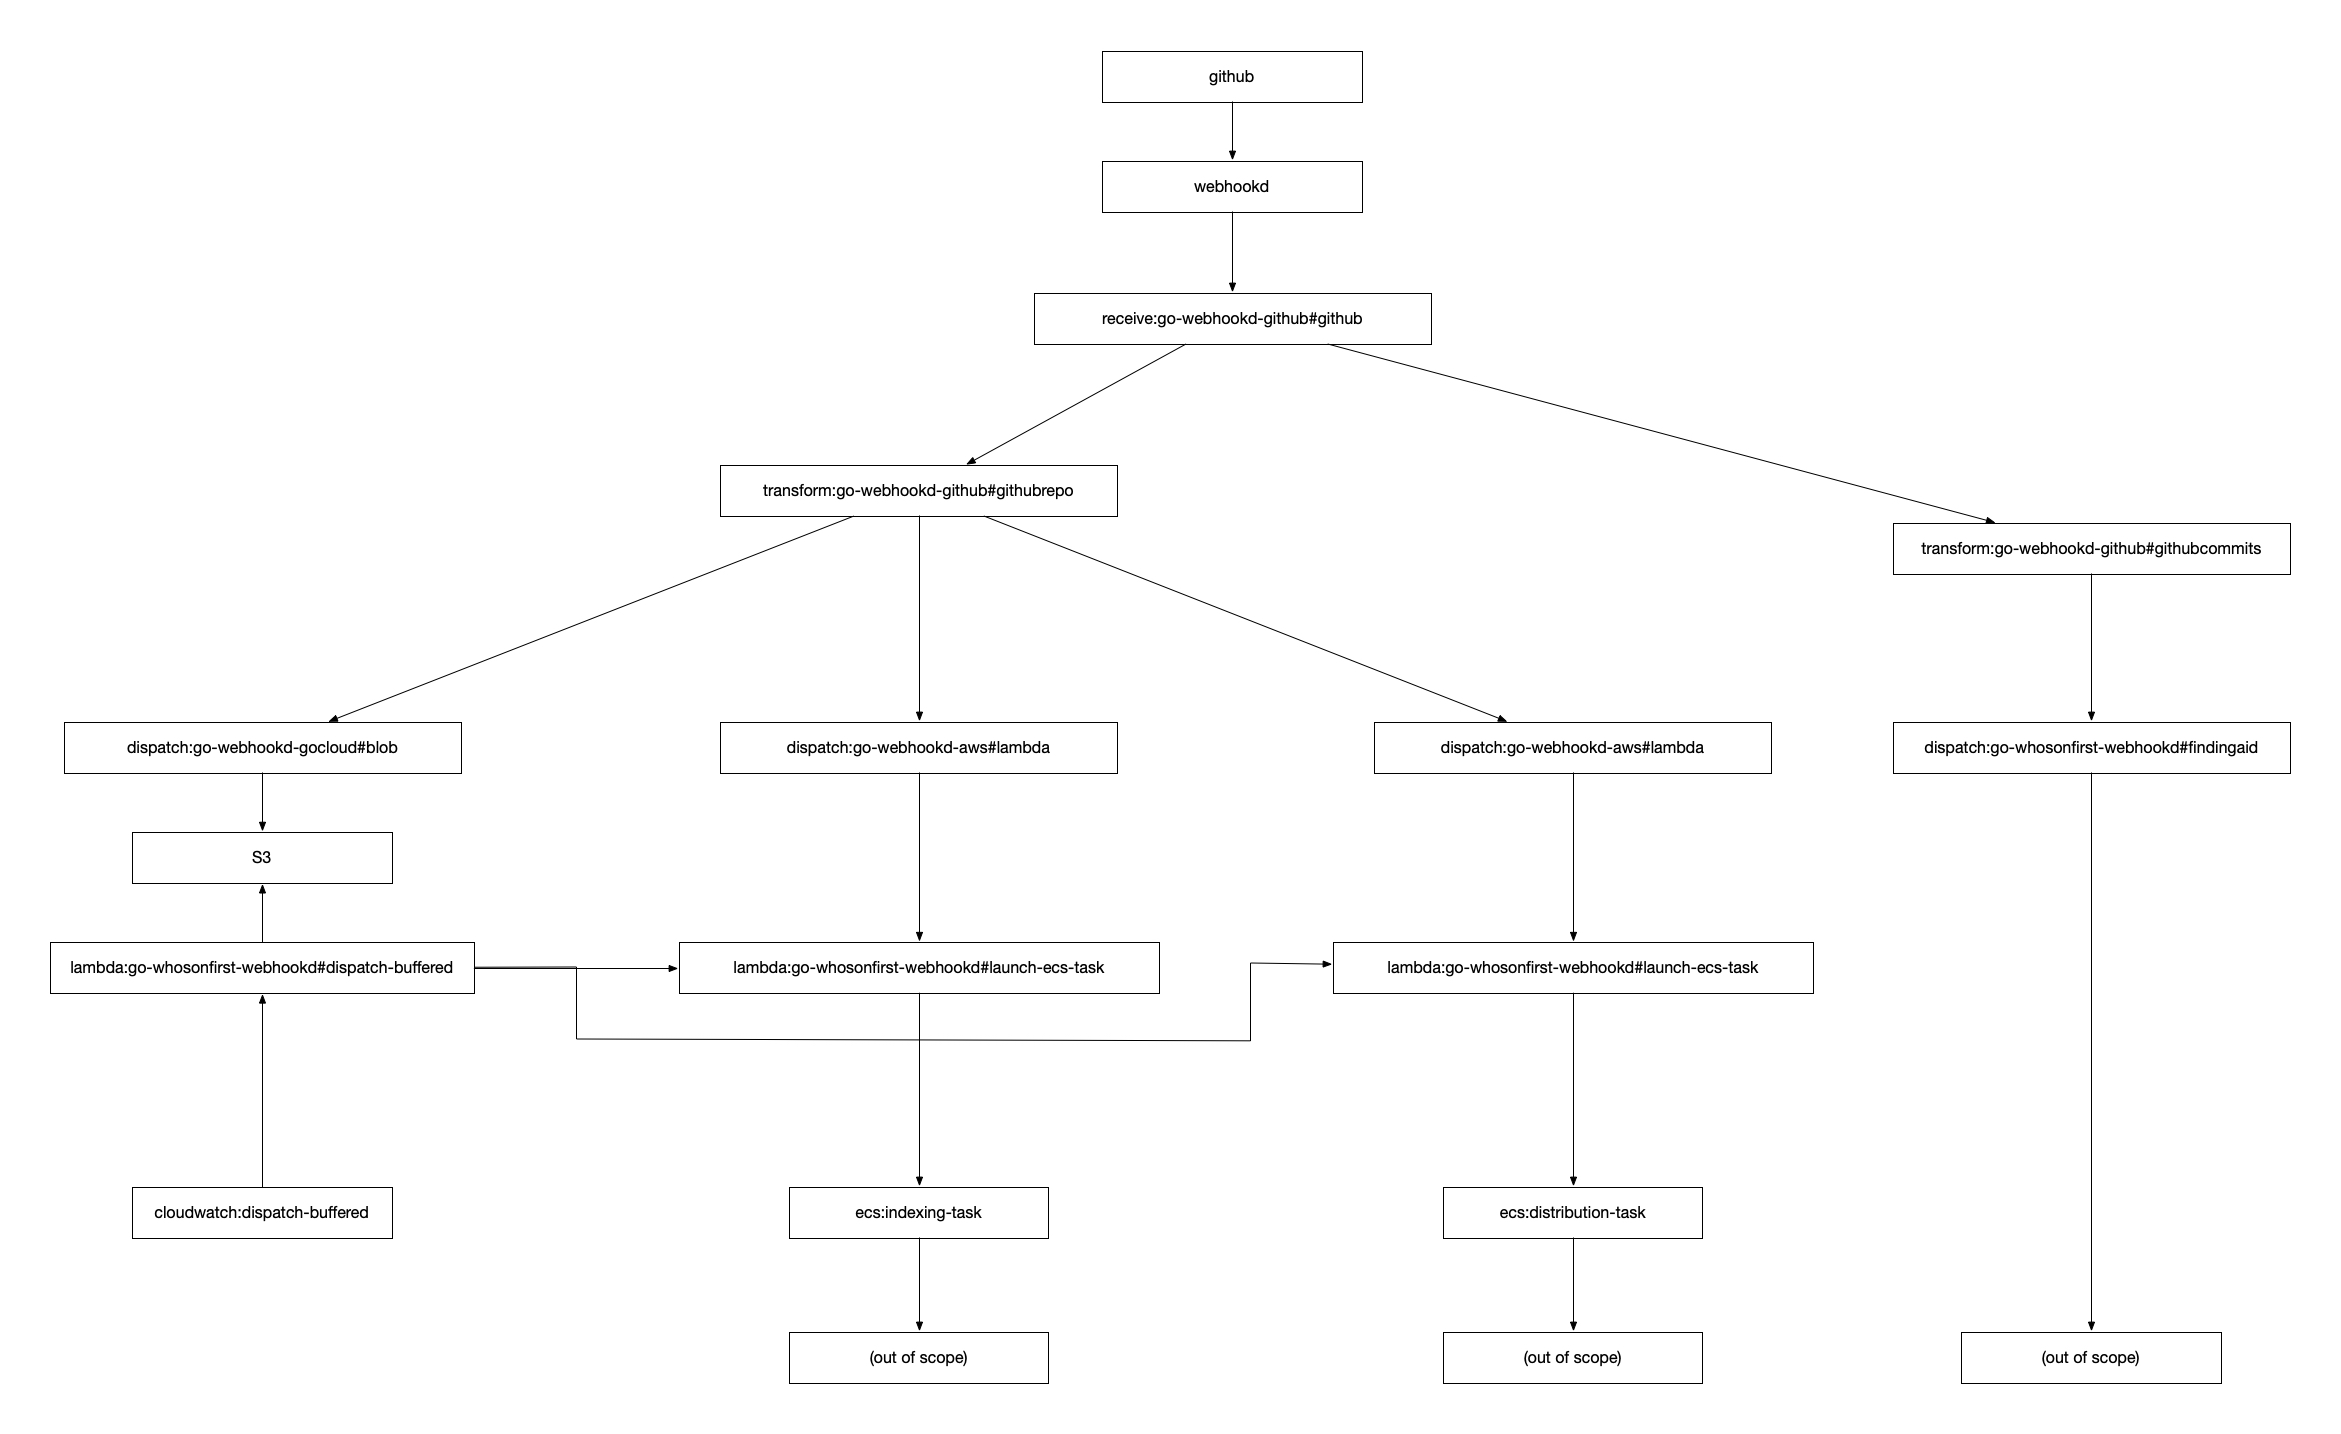 github
webhookd
receive:go-webhookd-github#github
transform:go-webhookd-github#githubrepo
transform:go-webhookd-github#githubcommits
dispatch:go-webhookd-gocloud#blob
dispatch:go-webhookd-aws#lambda
dispatch:go-webhookd-aws#lambda
dispatch:go-whosonfirst-webhookd#findingaid
S3
lambda:go-whosonfirst-webhookd#dispatch-buffered
lambda:go-whosonfirst-webhookd#launch-ecs-task
lambda:go-whosonfirst-webhookd#launch-ecs-task
cloudwatch:dispatch-buffered
ecs:indexing-task
ecs:distribution-task
(out of scope)
(out of scope)
(out of scope)